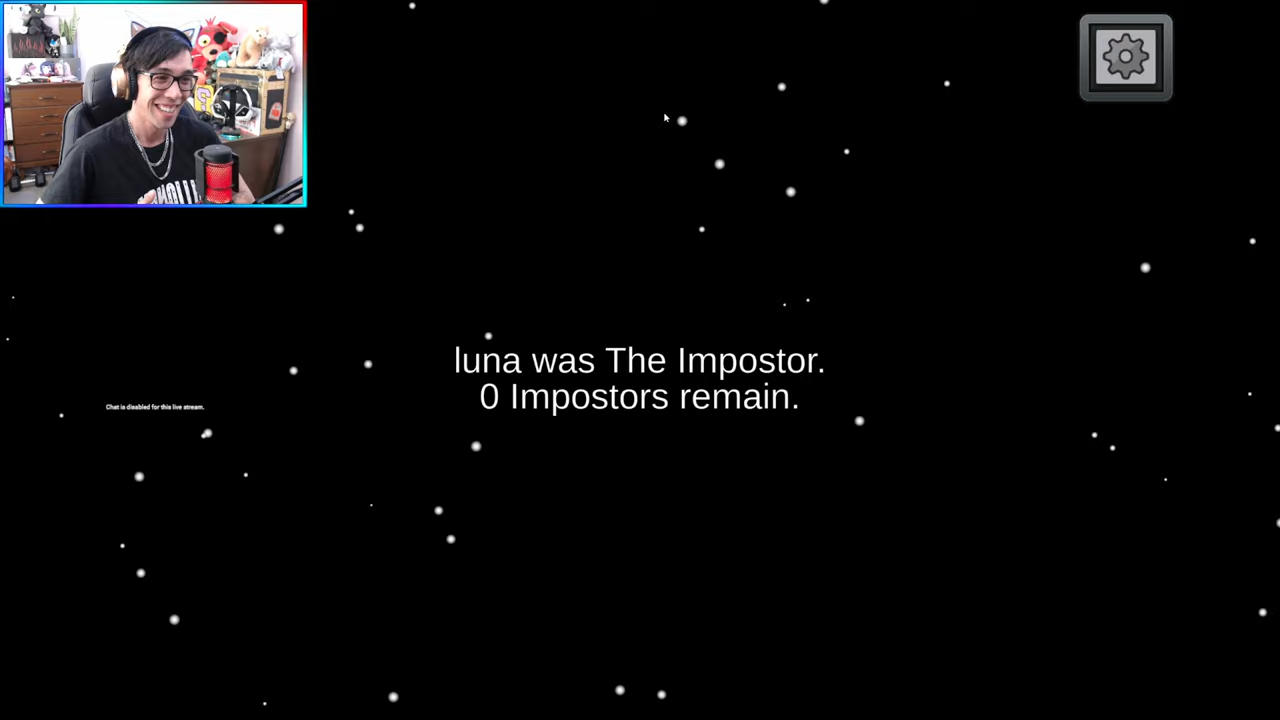 luna was The Impostor.
0 Impostors remain.
Chat is disabled for this live stream.